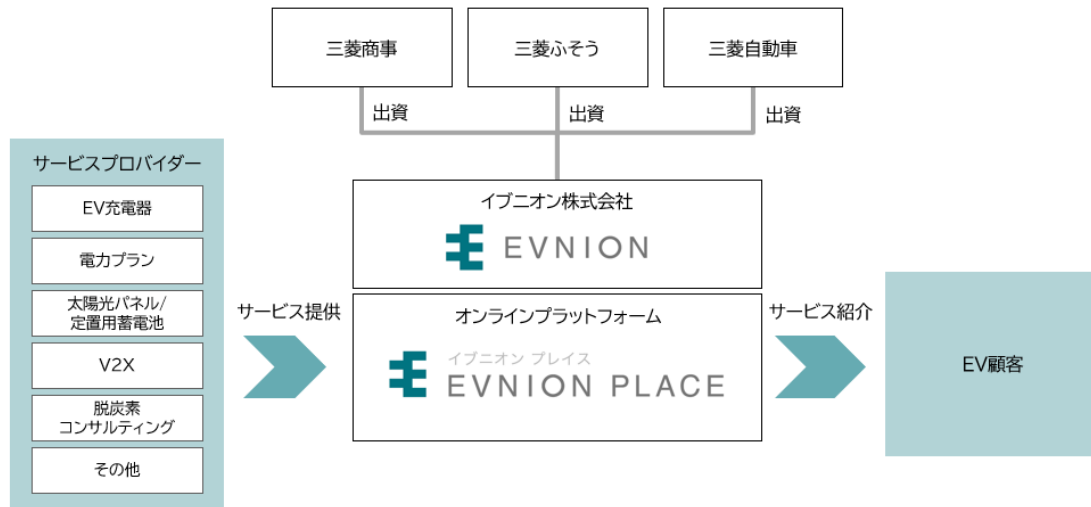 三菱商事
三菱ふそう
三菱自動車
出資
出資
出資
サービスプロバイダー
EV充電器
電力プラン
太陽光パネル/
定置用蓄電池
V2X
脱炭素
コンサルティング
その他
サービス提供
イブニオン株式会社
EVNION
オンラインプラットフォーム
イブニオン プレイス
EVNION PLACE
サービス紹介
EV顧客